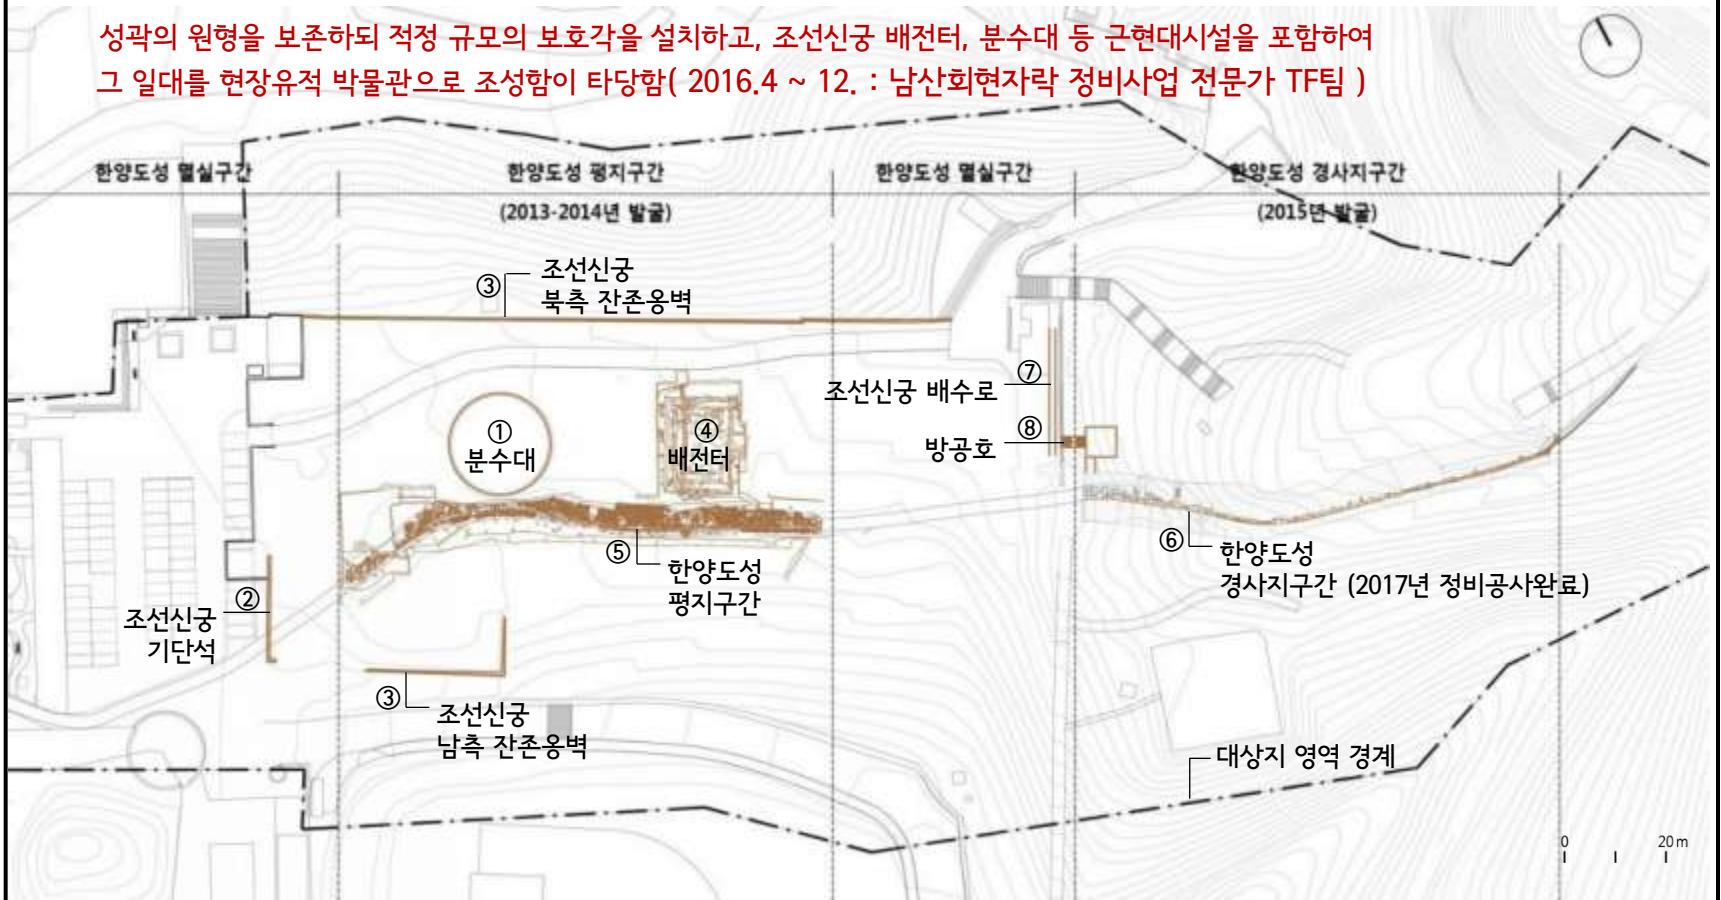 성곽의 원형을 보존하되 적정 규모의 보호각을 설치하고, 조선신궁 배전터, 분수대 등 근현대시설을 포함하여
그 일대를 현장유적 박물관으로 조성함이 타당함( 2016.4 ~ 12. : 남산회현자락 정비사업 전문가 TF팀 )
한양도성 멸실구간
한양도성 평지구간
(2013-2014년 발굴)
한양도성 멸실구간
한양도성 경사지구간
(2015년 발굴)
③ 조선신궁
북측 잔존옹벽
⑦
조선신궁 배수로
⑧
방공호
①
분수대
④
배전터
⑤ 한양도성
평지구간
⑥ 한양도성
경사지구간 (2017년 정비공사완료)
②
조선신궁
기단석
③ 조선신궁
남측 잔존옹벽
대상지 영역 경계
0 20m